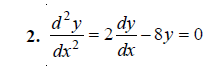 2. d²y/dx² = 2 dy/dx − 8y = 0